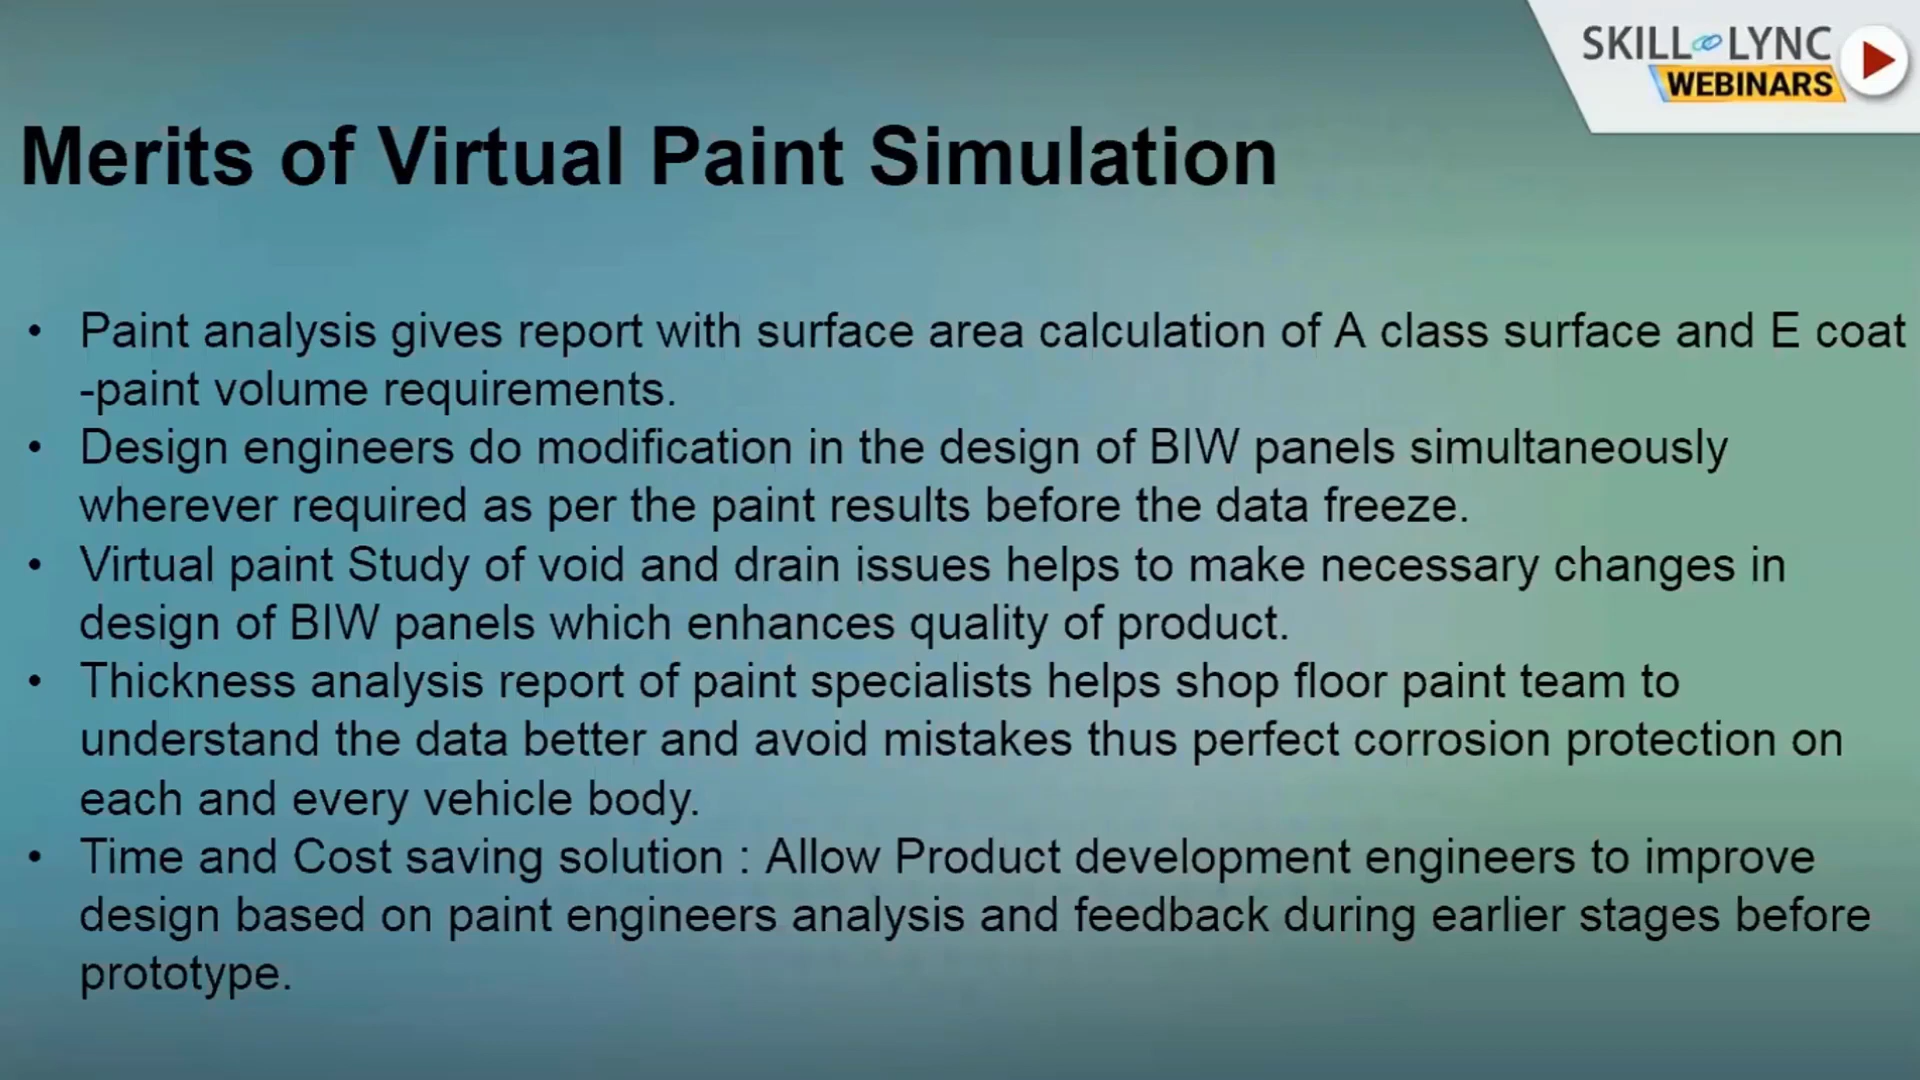 SKILL LYNC
WEBINARS
Merits of Virtual Paint Simulation
• Paint analysis gives report with surface area calculation of A class surface and E coat
-paint volume requirements.
• Design engineers do modification in the design of BIW panels simultaneously
wherever required as per the paint results before the data freeze.
• Virtual paint Study of void and drain issues helps to make necessary changes in
design of BIW panels which enhances quality of product.
• Thickness analysis report of paint specialists helps shop floor paint team to
understand the data better and avoid mistakes thus perfect corrosion protection on
each and every vehicle body.
• Time and Cost saving solution : Allow Product development engineers to improve
design based on paint engineers analysis and feedback during earlier stages before
prototype.